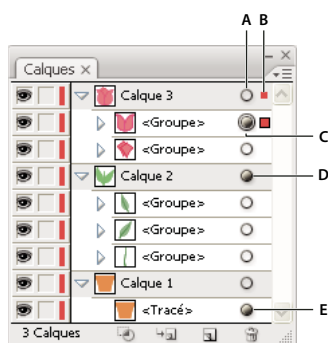 A B
Calques ×
Calque 3
<Groupe>
C
<Groupe>
Calque 2
D
<Groupe>
<Groupe>
<Groupe>
Calque 1
<Tracé>
E
3 Calques